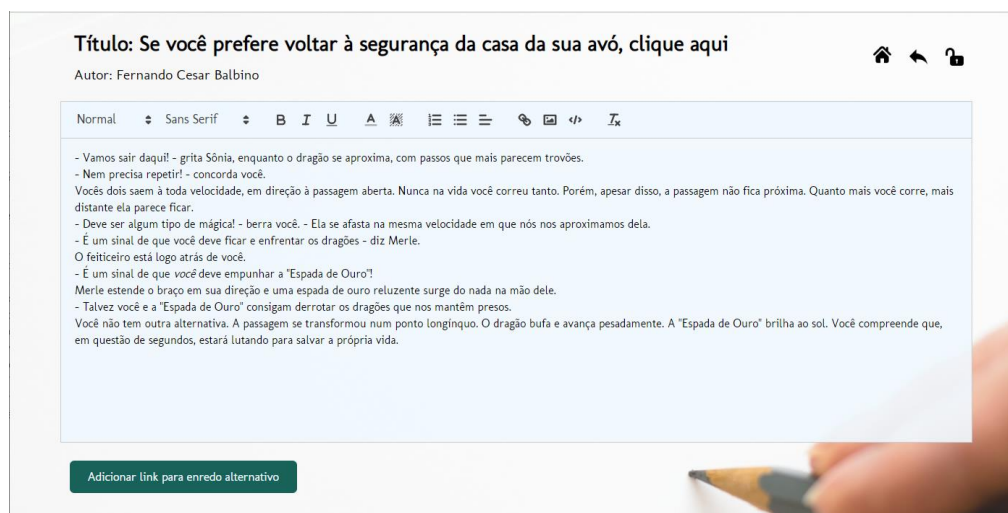 Título: Se você prefere voltar à segurança da casa da sua avó, clique aqui
Autor: Fernando Cesar Balbino
Normal Sans Serif B I U A A
- Vamos sair daqui! - grita Sônia, enquanto o dragão se aproxima, com passos que mais parecem trovões.
- Nem precisa repetir! - concorda você.
Vocês dois saem à toda velocidade, em direção à passagem aberta. Nunca na vida você correu tanto. Porém, apesar disso, a passagem não fica próxima. Quanto mais você corre, mais
distante ela parece ficar.
- Deve ser algum tipo de mágica! - berra você. - Ela se afasta na mesma velocidade em que nós nos aproximamos dela.
- É um sinal de que você deve ficar e enfrentar os dragões - diz Merle.
O feiticeiro está logo atrás de você.
- É um sinal de que você deve empunhar a "Espada de Ouro"!
Merle estende o braço em sua direção e uma espada de ouro reluzente surge do nada na mão dele.
- Talvez você e a "Espada de Ouro" consigam derrotar os dragões que nos mantêm presos.
Você não tem outra alternativa. A passagem se transformou num ponto longínquo. O dragão bufa e avança pesadamente. A "Espada de Ouro" brilha ao sol. Você compreende que,
em questão de segundos, estará lutando para salvar a própria vida.
Adicionar link para enredo alternativo